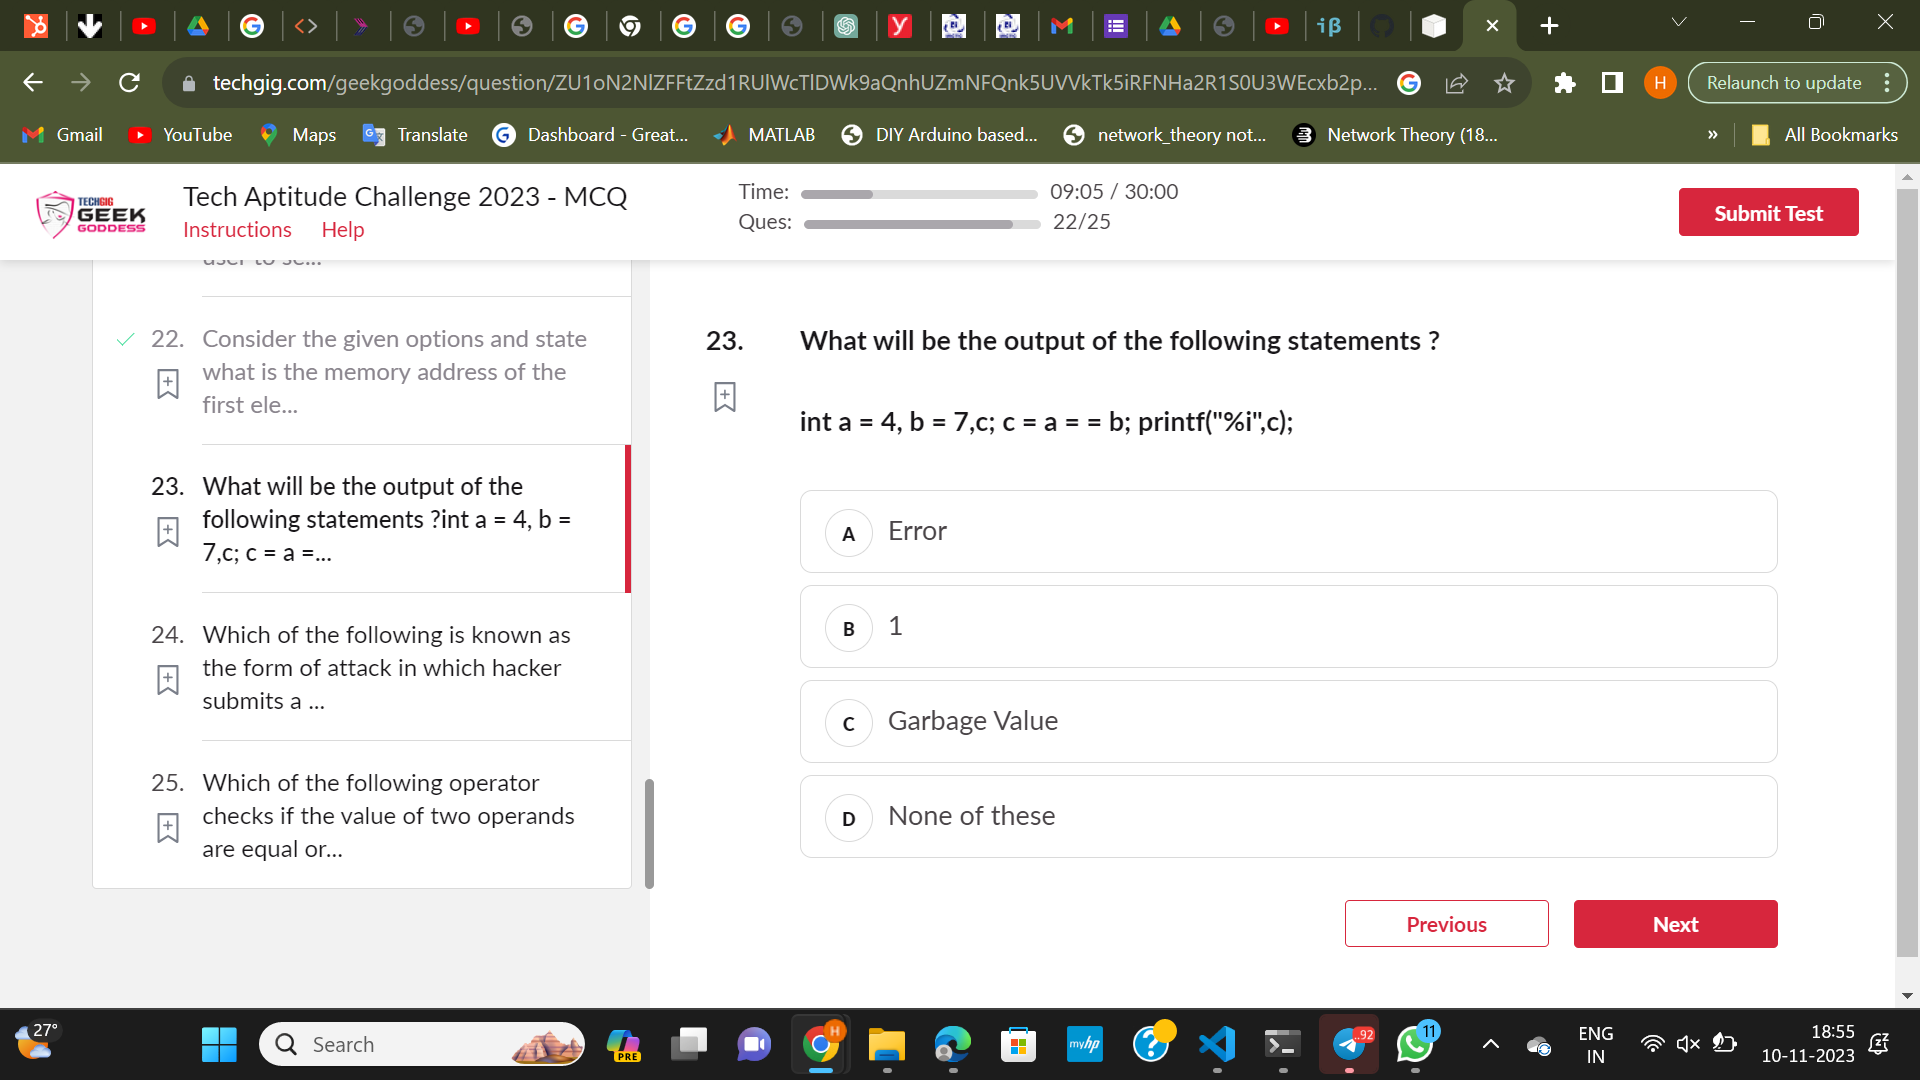 techgig.com/geekgoddess/question/ZU1oN2NlZFFtZzd1RUlWcTlDWk9aQnhUZmNFQnk5UVVkTk5iRFNHa2R1S0U3WEcxb2p...
H
Relaunch to update
Gmail
YouTube
Maps
Translate
Dashboard - Great...
MATLAB
DIY Arduino based...
network_theory not...
Network Theory (18...
»
All Bookmarks
TECHGIG
GEEK
GODDESS
Tech Aptitude Challenge 2023 - MCQ
Instructions Help
Time: 09:05 / 30:00
Ques: 22/25
Submit Test
user to se...
22. Consider the given options and state
what is the memory address of the
first ele...
23. What will be the output of the
following statements ?int a = 4, b =
7,c; c = a =...
24. Which of the following is known as
the form of attack in which hacker
submits a ...
25. Which of the following operator
checks if the value of two operands
are equal or...
23. What will be the output of the following statements ?
int a = 4, b = 7,c; c = a = = b; printf("%i",c);
A Error
B 1
C Garbage Value
D None of these
Previous
Next
27°
Search
PRE
H
myhp
92
11
ENG
IN
18:55
10-11-2023